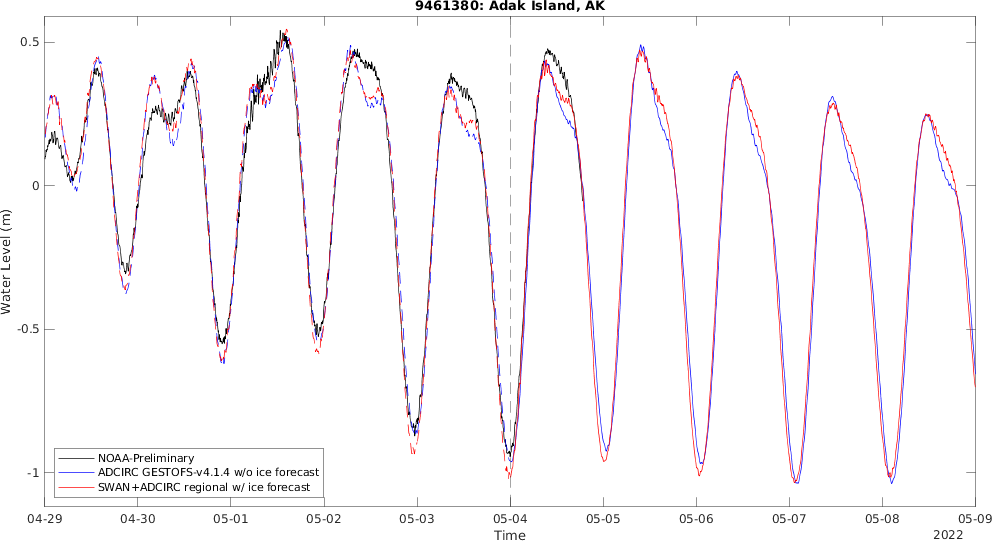 9461380: Adak Island, AK
0.5
0
-0.5
-1
Water Level (m)
NOAA-Preliminary
ADCIRC GESTOFS-v4.1.4 w/o ice forecast
SWAN+ADCIRC regional w/ ice forecast
04-29 04-30 05-01 05-02 05-03 05-04 05-05 05-06 05-07 05-08 05-09
Time
2022